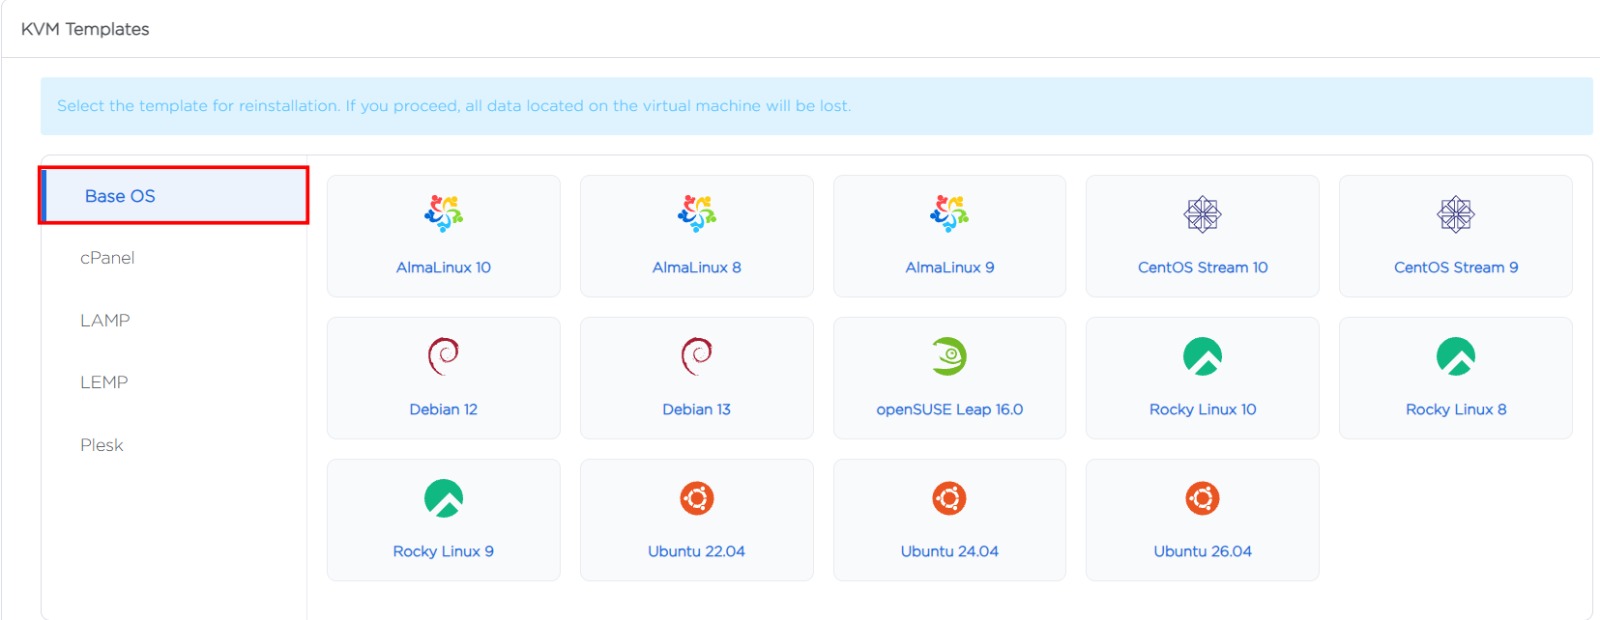 KVM Templates
Select the template for reinstallation. If you proceed, all data located on the virtual machine will be lost.
Base OS
cPanel
LAMP
LEMP
Plesk
AlmaLinux 10
AlmaLinux 8
AlmaLinux 9
CentOS Stream 10
CentOS Stream 9
Debian 12
Debian 13
openSUSE Leap 16.0
Rocky Linux 10
Rocky Linux 8
Rocky Linux 9
Ubuntu 22.04
Ubuntu 24.04
Ubuntu 26.04